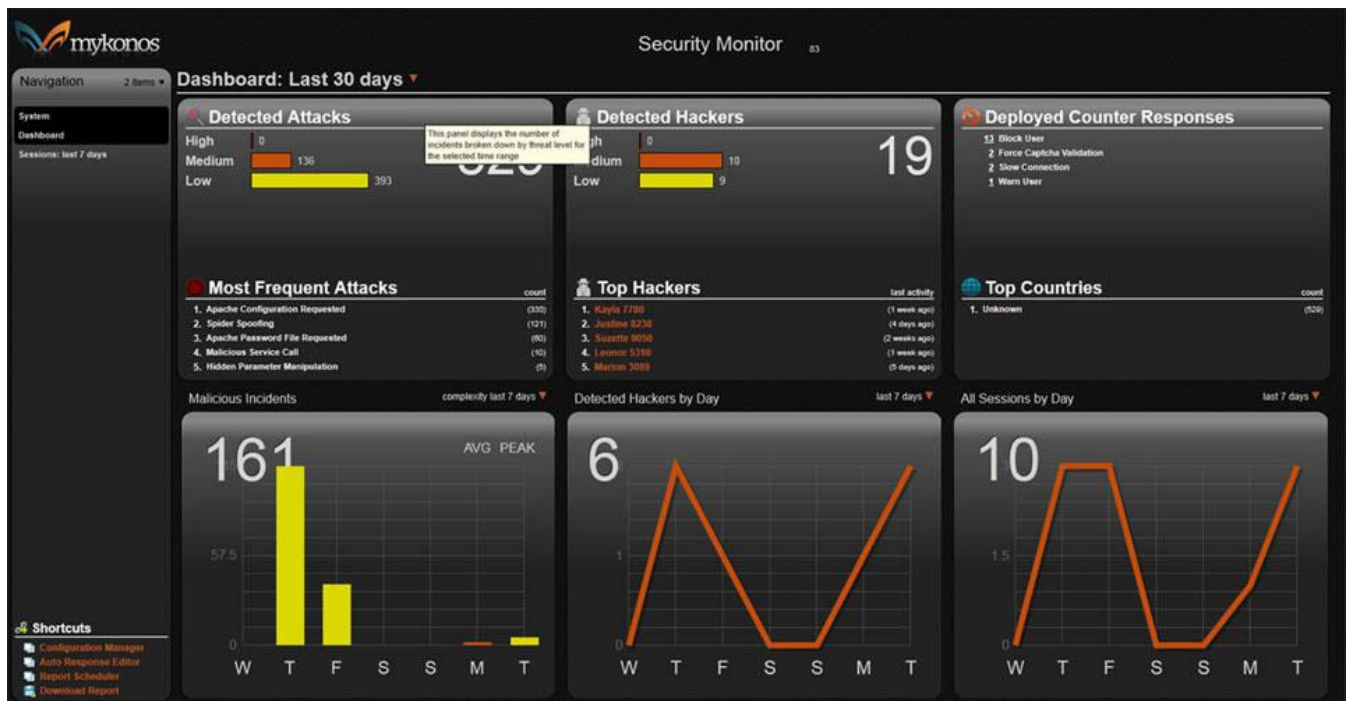 mykonos
Security Monitor 83
Navigation 2 items
System
Dashboard
Sessions: last 7 days
Dashboard: Last 30 days
Detected Attacks
High 0
Medium 136
Low 393
This panel displays the number of
incidents broken down by threat level for
the selected time range
Detected Hackers
gh 0
dium 10
Low 9
19
Deployed Counter Responses
13 Block User
2 Force Captcha Validation
2 Slow Connection
1 Warn User
Most Frequent Attacks count
1. Apache Configuration Requested (330)
2. Spider Spoofing (121)
3. Apache Password File Requested (60)
4. Malicious Service Call (10)
5. Hidden Parameter Manipulation (5)
Top Hackers last activity
1. Kayla 7780 (1 week ago)
2. Justine 8230 (4 days ago)
3. Suzette 9050 (2 weeks ago)
4. Leonor 5310 (1 week ago)
5. Marion 3089 (5 days ago)
Top Countries count
1. Unknown (529)
Malicious Incidents complexity last 7 days
161
AVG PEAK
57.5
0
W T F S S M T
Detected Hackers by Day last 7 days
6
1
0
W T F S S M T
All Sessions by Day last 7 days
10
1.5
0
W T F S S M T
Shortcuts
Configuration Manager
Auto Response Editor
Report Scheduler
Download Report